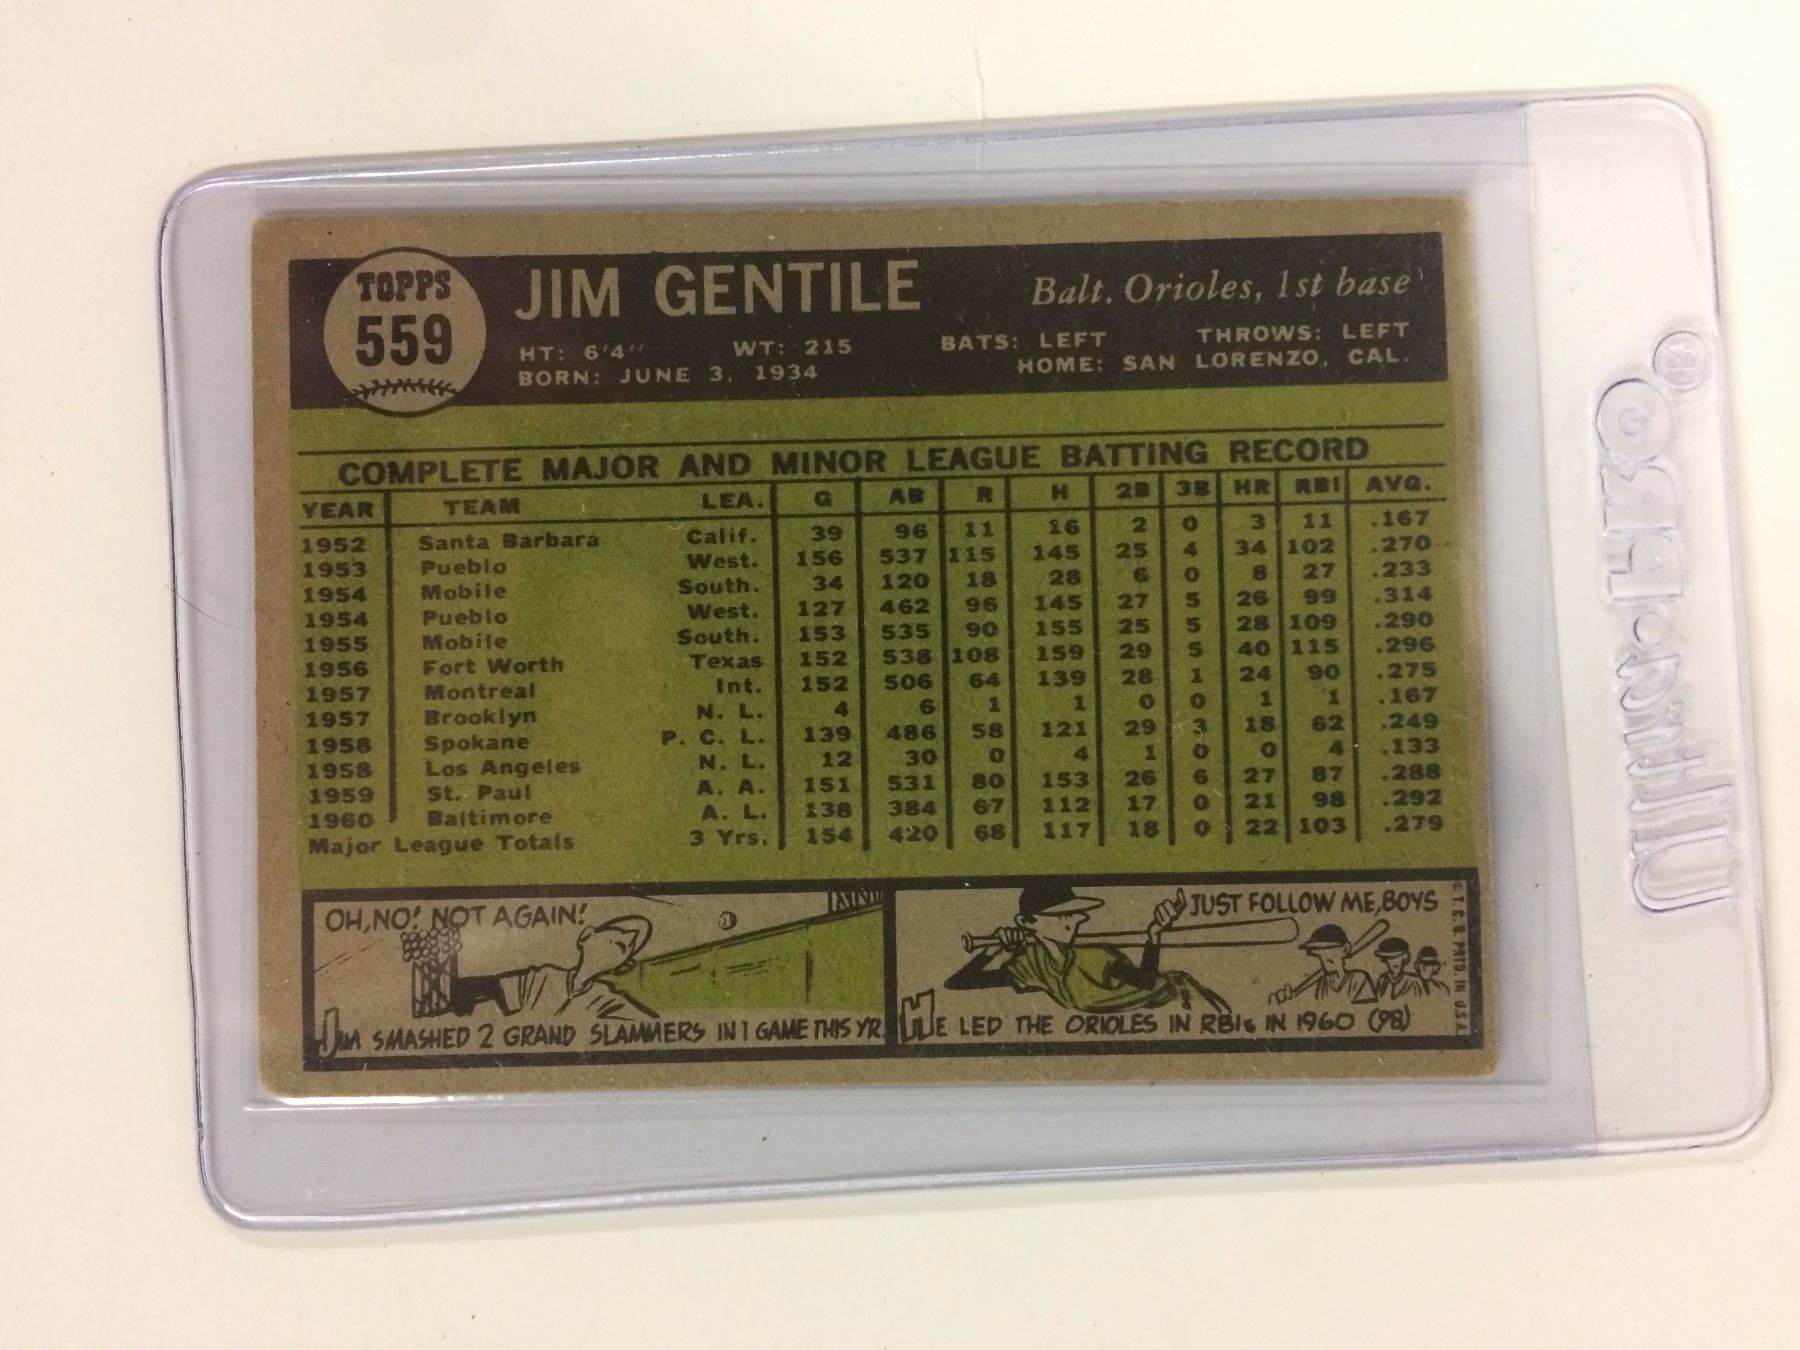 TOPPS
559
JIM GENTILE
Balt. Orioles, 1st base
HT: 6'4" WT: 215 BATS: LEFT THROWS: LEFT
BORN: JUNE 3, 1934 HOME: SAN LORENZO, CAL.
COMPLETE MAJOR AND MINOR LEAGUE BATTING RECORD
YEAR TEAM LEA. G AB R H 2B 3B HR RBI AVG.
1952 Santa Barbara Calif. 39 96 11 16 2 0 3 11 .167
1953 Pueblo West. 156 537 115 145 25 4 34 102 .270
1954 Mobile South. 34 120 18 28 6 0 8 27 .233
1954 Pueblo West. 127 462 96 145 27 5 26 99 .314
1955 Mobile South. 153 535 90 155 25 5 28 109 .290
1956 Fort Worth Texas 152 538 108 159 29 5 40 115 .296
1957 Montreal Int. 152 506 64 139 28 1 24 90 .275
1957 Brooklyn N. L. 4 6 1 1 0 0 1 1 .167
1958 Spokane P. C. L. 139 486 58 121 29 3 18 62 .249
1958 Los Angeles N. L. 12 30 0 4 1 0 0 4 .133
1959 St. Paul A. A. 151 531 80 153 26 6 27 87 .288
1960 Baltimore A. L. 138 384 67 112 17 0 21 98 .292
Major League Totals 3 Yrs. 154 420 68 117 18 0 22 103 .279
OH, NO! NOT AGAIN!
JIM SMASHED 2 GRAND SLAMMERS IN 1 GAME THIS YR.
JUST FOLLOW ME, BOYS
HE LED THE ORIOLES IN RBIs IN 1960 (98)
© T.C.G. PRTD. IN U.S.A.
ULTRA·PRO®